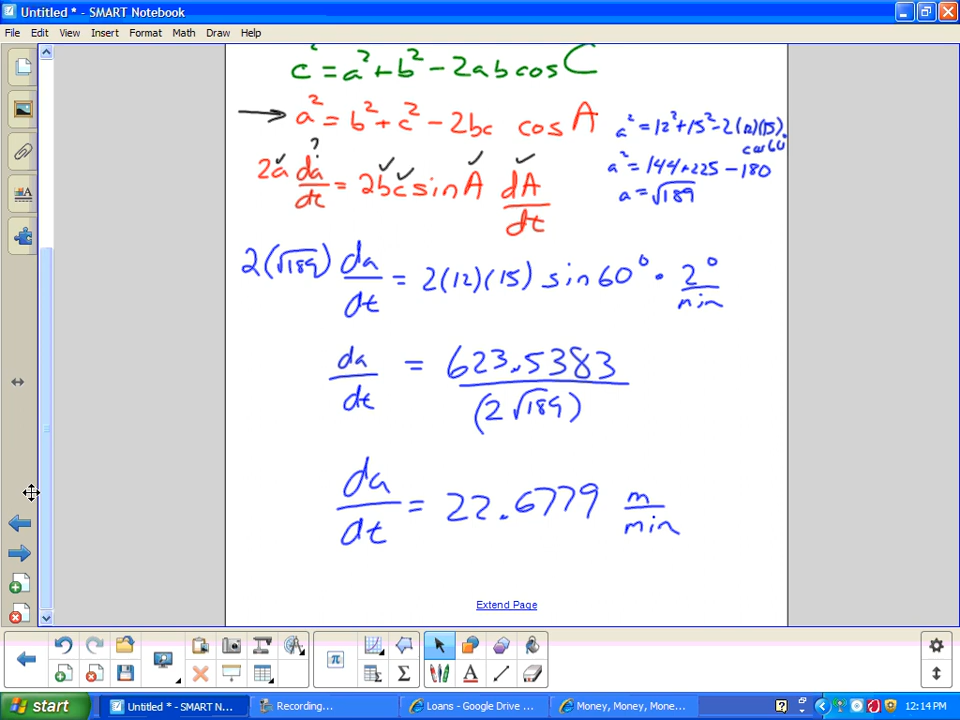 Untitled * - SMART Notebook
File Edit View Insert Format Math Draw Help
c² = a² + b² - 2ab cos C
a² = b² + c² - 2bc cos A
a² = 12² + 15² - 2(12)(15).
cos 60
a² = 144 + 225 - 180
a = √189
?
2a da/dt = 2bc sin A dA/dt
2(√189) da/dt = 2(12)(15) sin 60° · 2°/min
da/dt = 623.5383/(2√189)
da/dt = 22.6779 m/min
Extend Page
π
Σ
A
start
Untitled * - SMART N...
Recording...
Loans - Google Drive ...
Money, Money, Mone...
?
12:14 PM